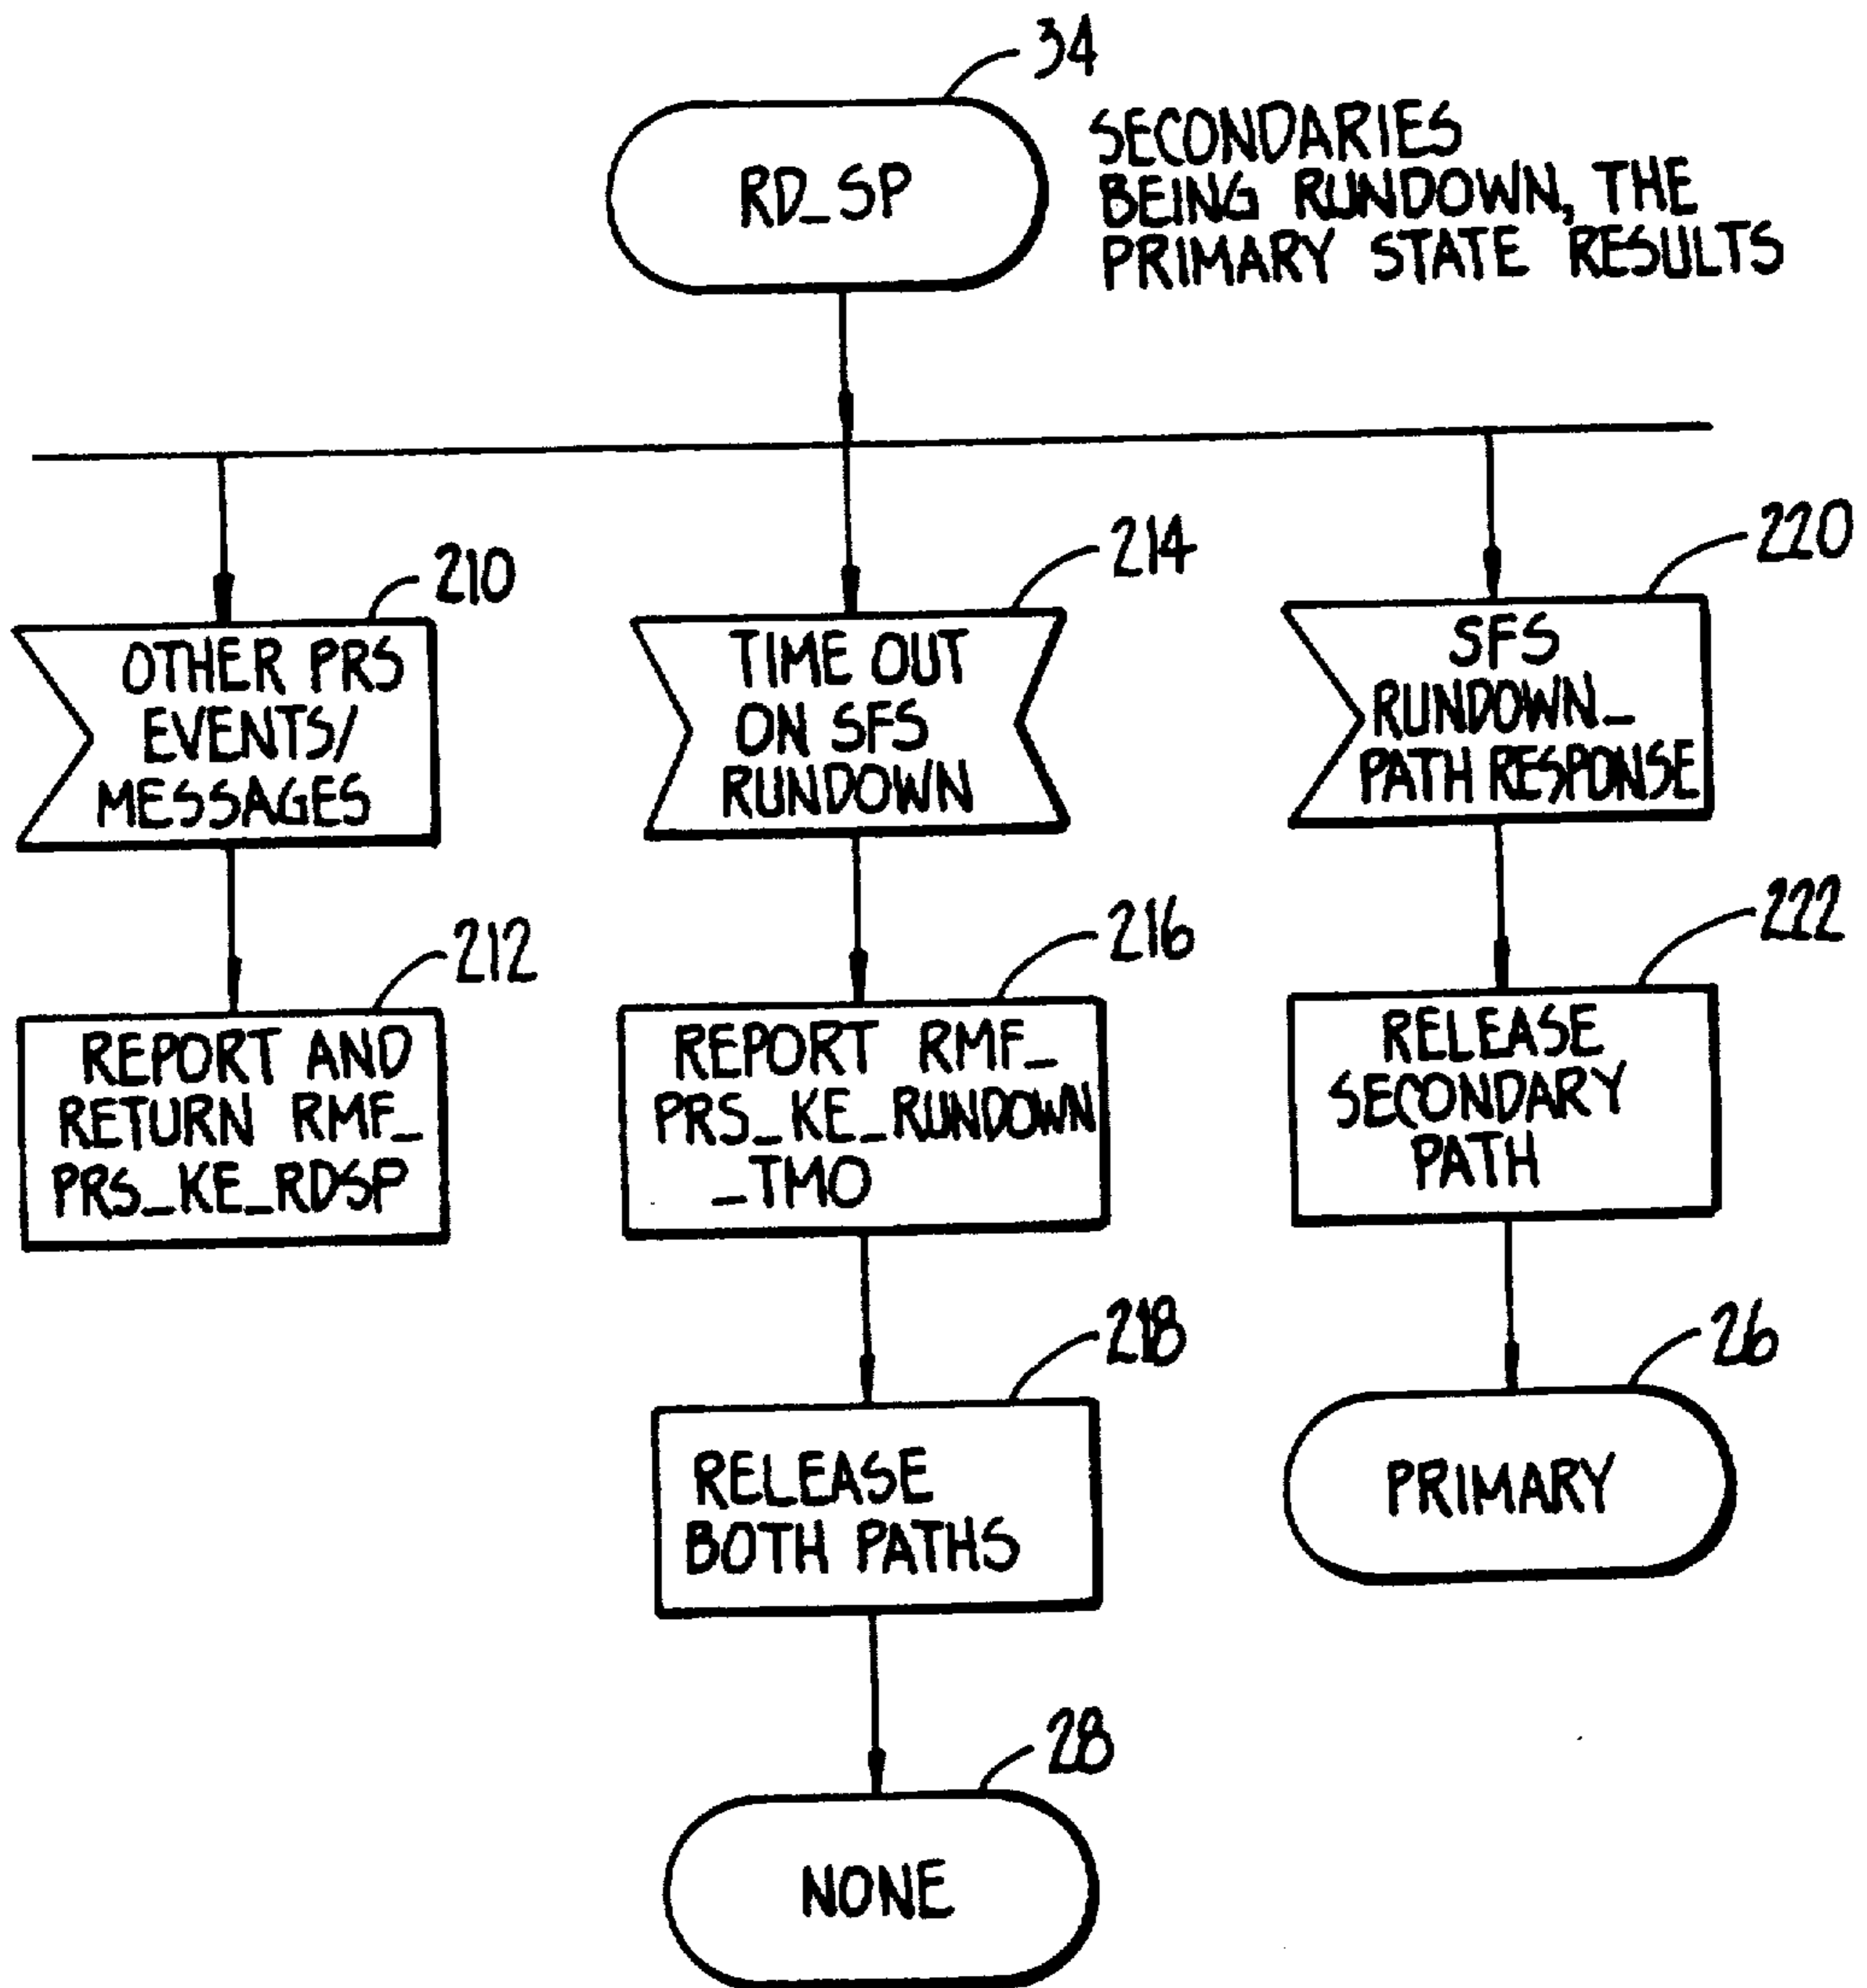 34
RD_SP
SECONDARIES
BEING RUNDOWN, THE
PRIMARY STATE RESULTS
210
OTHER PRS
EVENTS/
MESSAGES
214
TIME OUT
ON SFS
RUNDOWN
220
SFS
RUNDOWN_
PATH RESPONSE
212
REPORT AND
RETURN RMF_
PRS_KE_RDSP
216
REPORT RMF_
PRS_KE_RUNDOWN
_TMO
222
RELEASE
SECONDARY
PATH
218
RELEASE
BOTH PATHS
26
PRIMARY
28
NONE